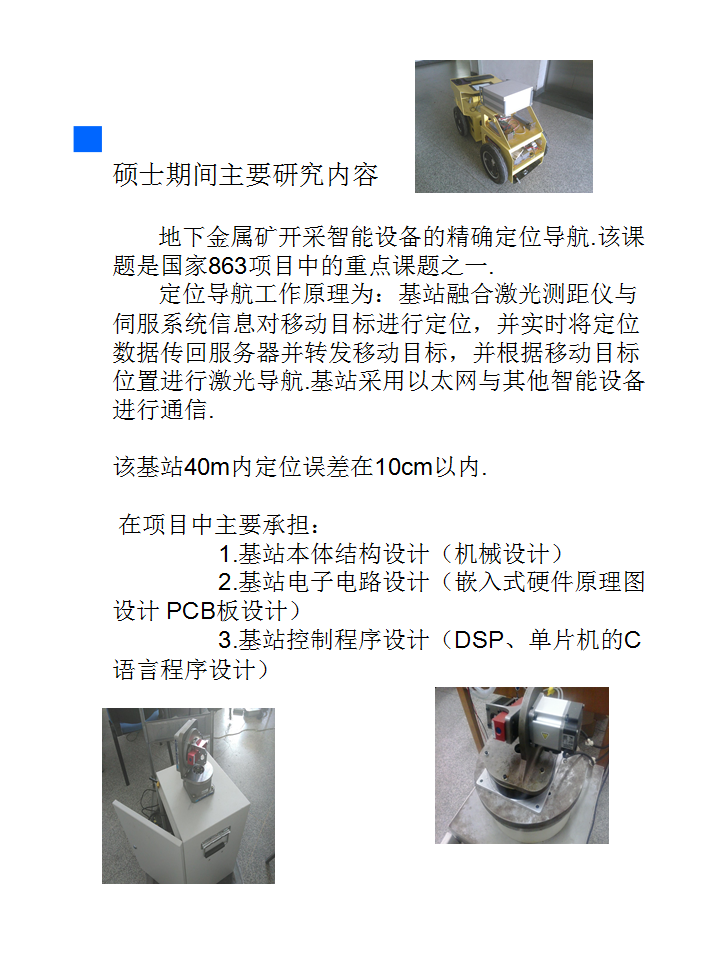 硕士期间主要研究内容
地下金属矿开采智能设备的精确定位导航.该课
题是国家863项目中的重点课题之一.
定位导航工作原理为：基站融合激光测距仪与
伺服系统信息对移动目标进行定位，并实时将定位
数据传回服务器并转发移动目标，并根据移动目标
位置进行激光导航.基站采用以太网与其他智能设备
进行通信.
该基站40m内定位误差在10cm以内.
在项目中主要承担：
1.基站本体结构设计（机械设计）
2.基站电子电路设计（嵌入式硬件原理图
设计 PCB板设计）
3.基站控制程序设计（DSP、单片机的C
语言程序设计）